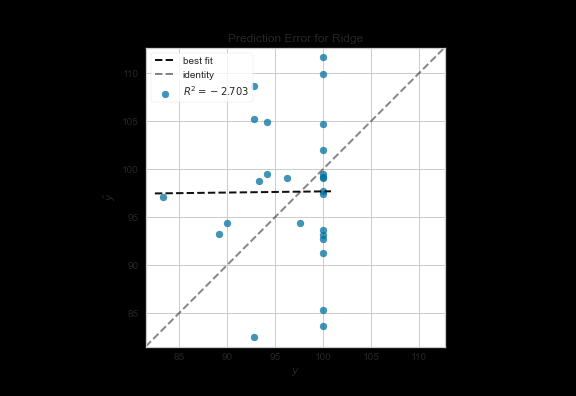 Prediction Error for Ridge
best fit
identity
R² = −2.703
110
105
100
95
90
85
ŷ
85 90 95 100 105 110
y